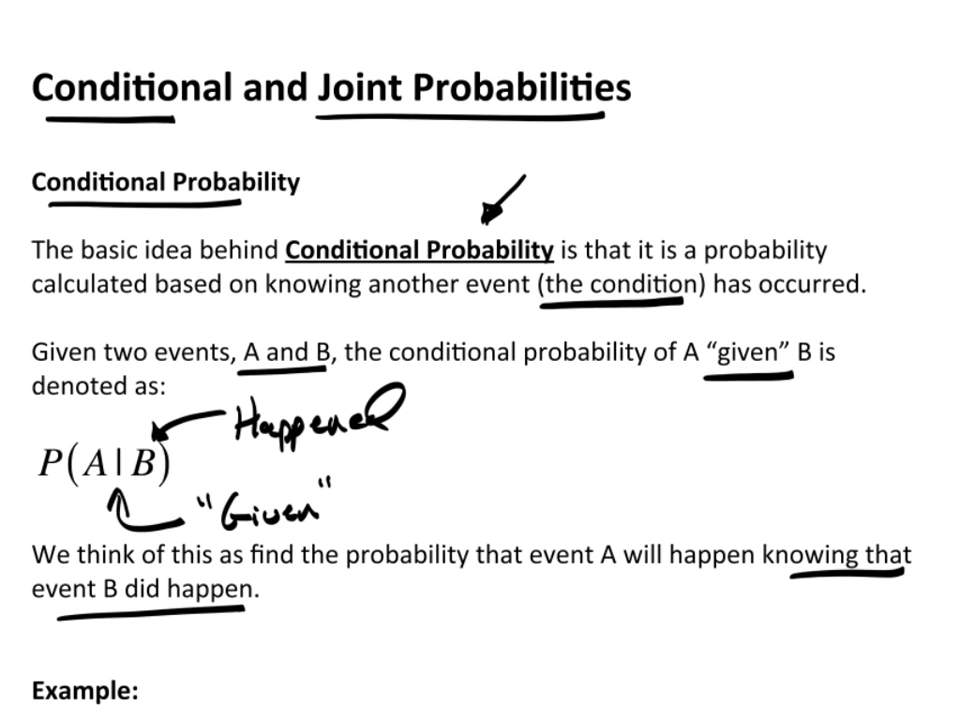 Conditional and Joint Probabilities
Conditional Probability
The basic idea behind Conditional Probability is that it is a probability
calculated based on knowing another event (the condition) has occurred.
Given two events, A and B, the conditional probability of A “given” B is
denoted as:
Happened
P(A|B)
"Given"
We think of this as find the probability that event A will happen knowing that
event B did happen.
Example: